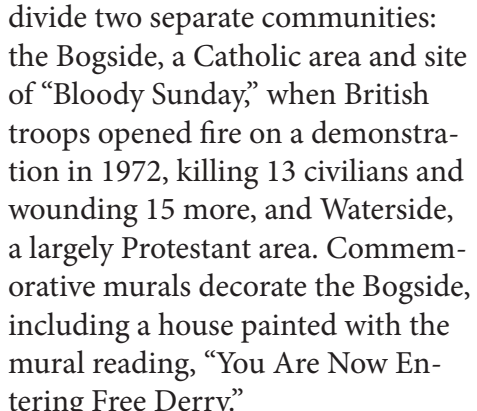 divide two separate communities:
the Bogside, a Catholic area and site
of “Bloody Sunday,” when British
troops opened fire on a demonstra-
tion in 1972, killing 13 civilians and
wounding 15 more, and Waterside,
a largely Protestant area. Commem-
orative murals decorate the Bogside,
including a house painted with the
mural reading, “You Are Now En-
tering Free Derry.”